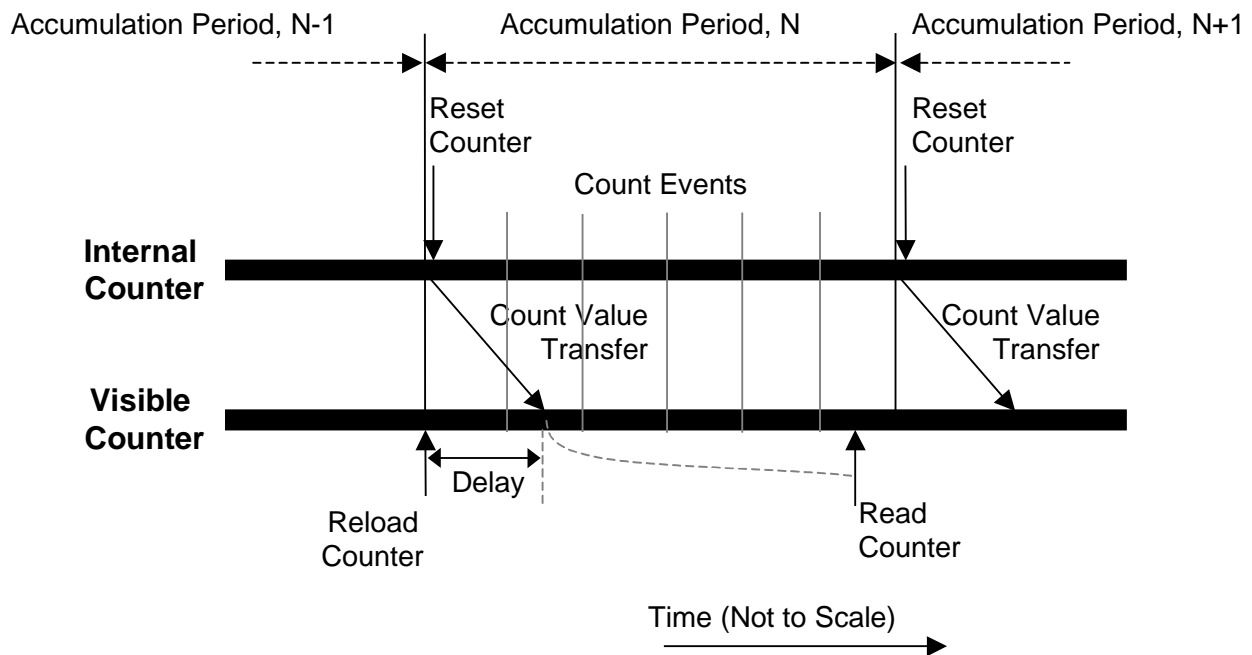 Accumulation Period, N-1
Accumulation Period, N
Accumulation Period, N+1
Reset
Counter
Reset
Counter
Count Events
Internal
Counter
Count Value
Transfer
Count Value
Transfer
Visible
Counter
Delay
Reload
Counter
Read
Counter
Time (Not to Scale)